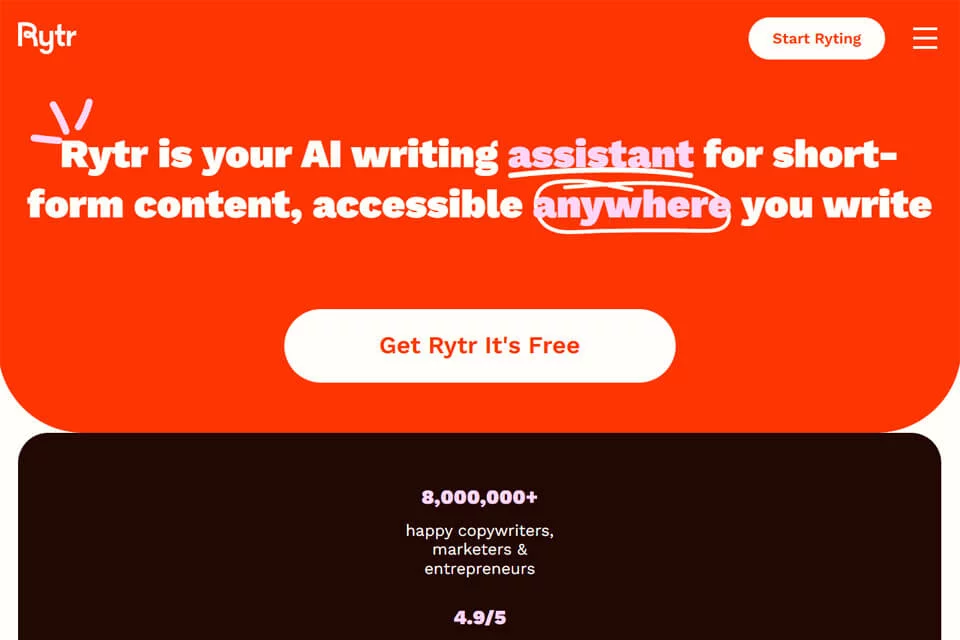 Rytr
Start Ryting
Rytr is your AI writing assistant for short-
form content, accessible anywhere you write
Get Rytr It's Free
8,000,000+
happy copywriters,
marketers &
entrepreneurs
4.9/5